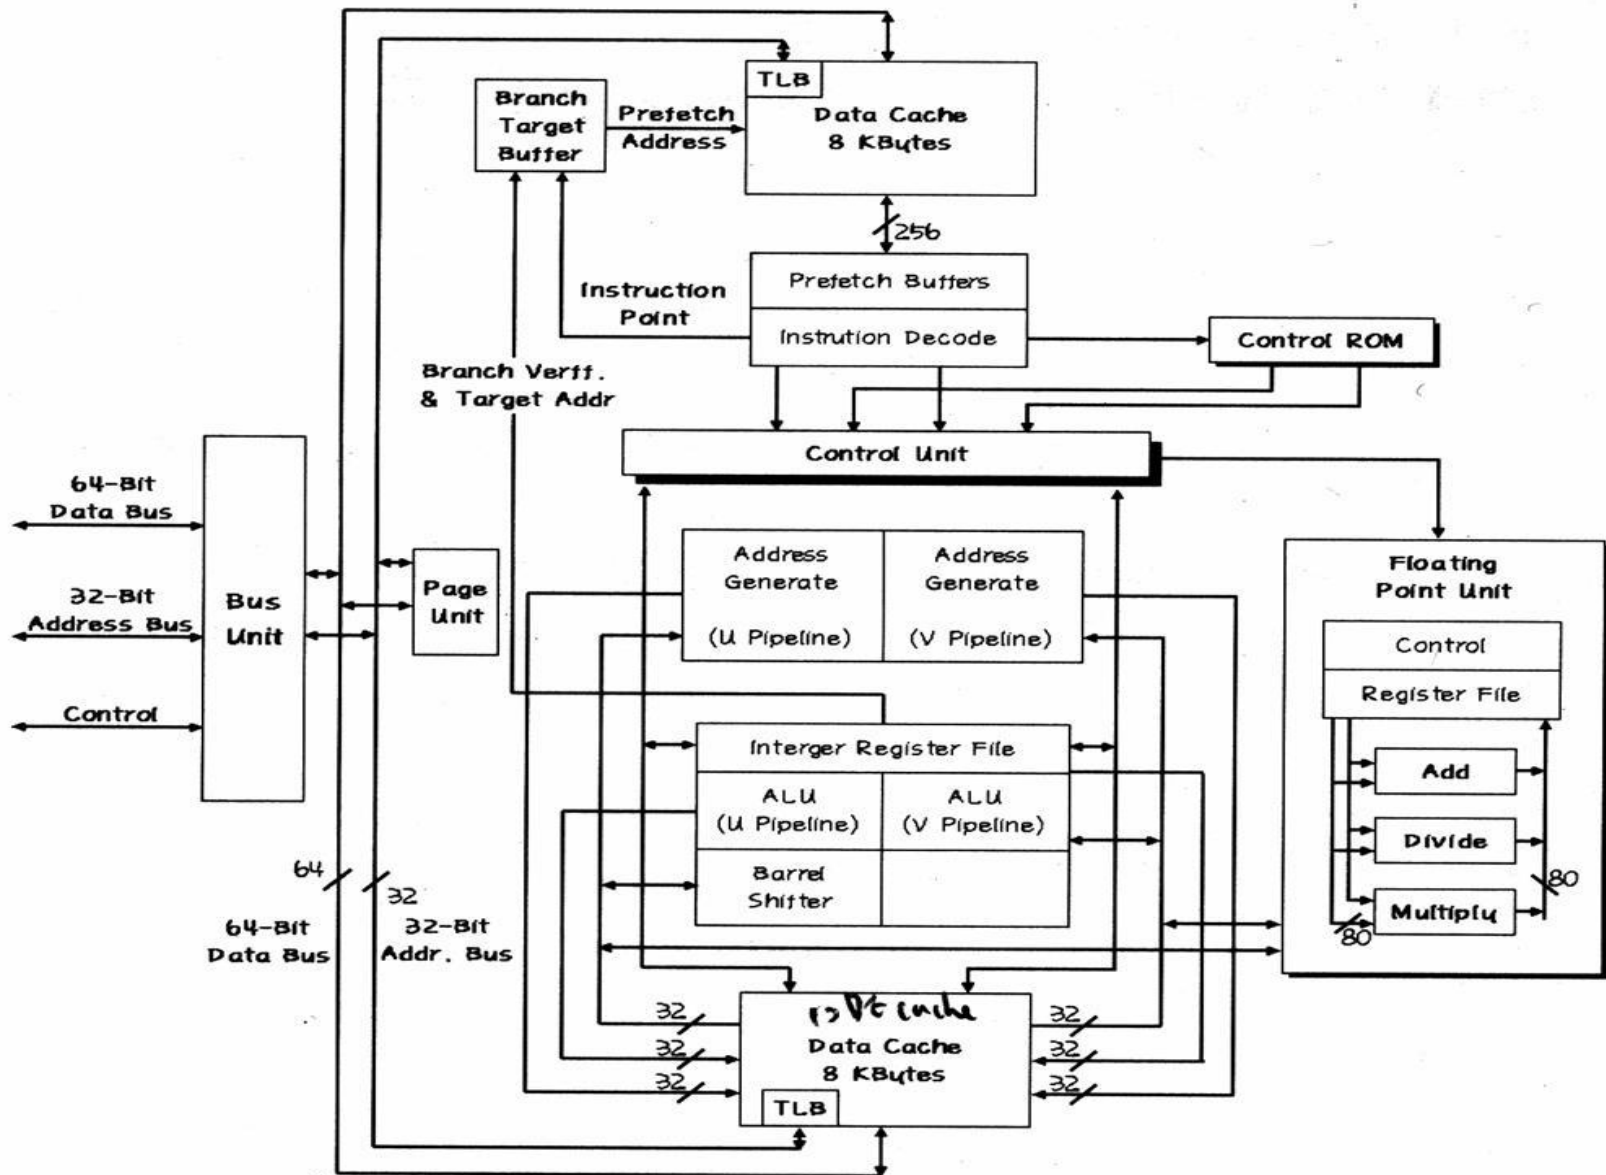 TLB
Data Cache
8 KBytes
Branch
Target
Buffer
Prefetch
Address
256
Prefetch Buffers
Instrution Decode
Instruction
Point
Control ROM
Branch Verif.
& Target Addr
Control Unit
64-Bit
Data Bus
32-Bit
Address Bus
Control
Bus
Unit
Page
Unit
Address
Generate
(U Pipeline)
Address
Generate
(V Pipeline)
Floating
Point Unit
Control
Register File
Add
Divide
Multiply
80
80
Interger Register File
ALU
(U Pipeline)
ALU
(V Pipeline)
Barrel
Shifter
64
32
64-Bit
Data Bus
32-Bit
Addr. Bus
32
32
32
cache
Data Cache
8 KBytes
TLB
32
32
32